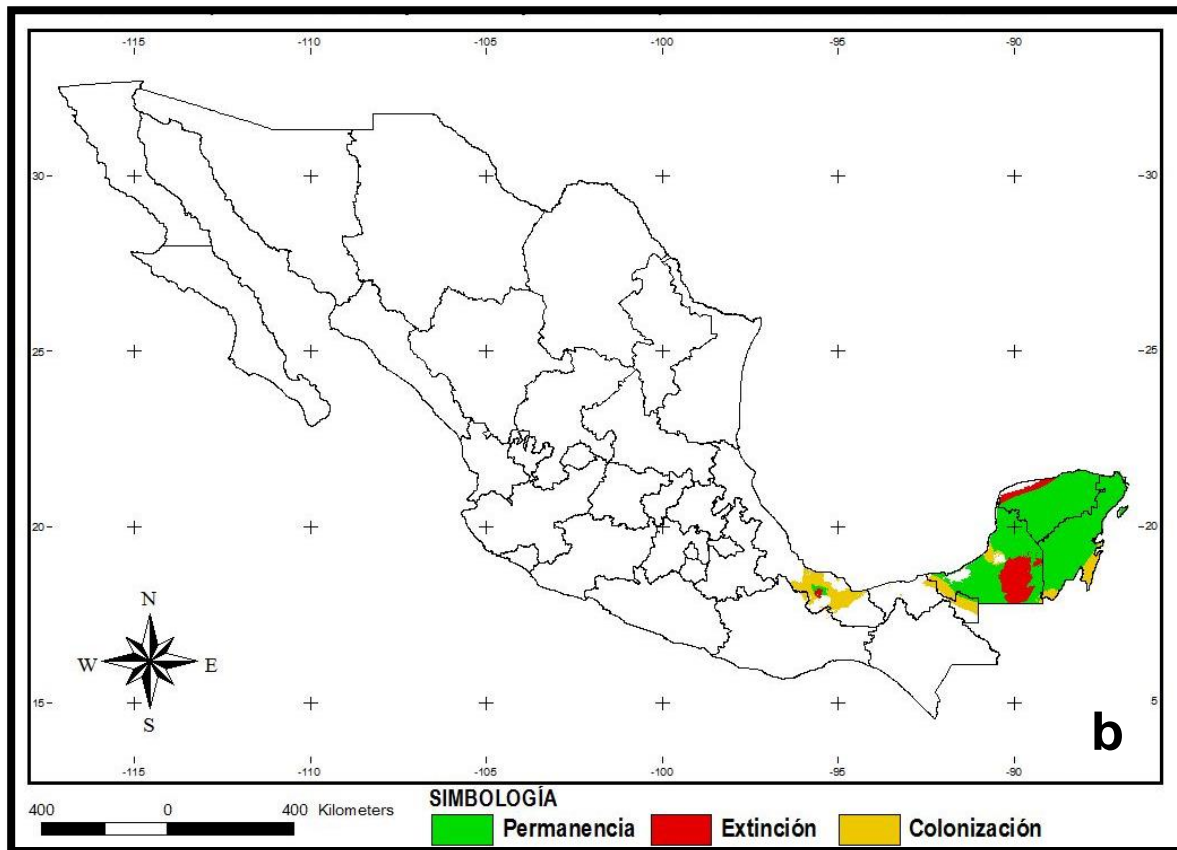 -115 -110 -105 -100 -95 -90
30 -30
25 -25
20 -20
15 5
N
W E
S
b
-115 -110 -105 -100 -95 -90
400 0 400 Kilometers
SIMBOLOGÍA
Permanencia Extinción Colonización